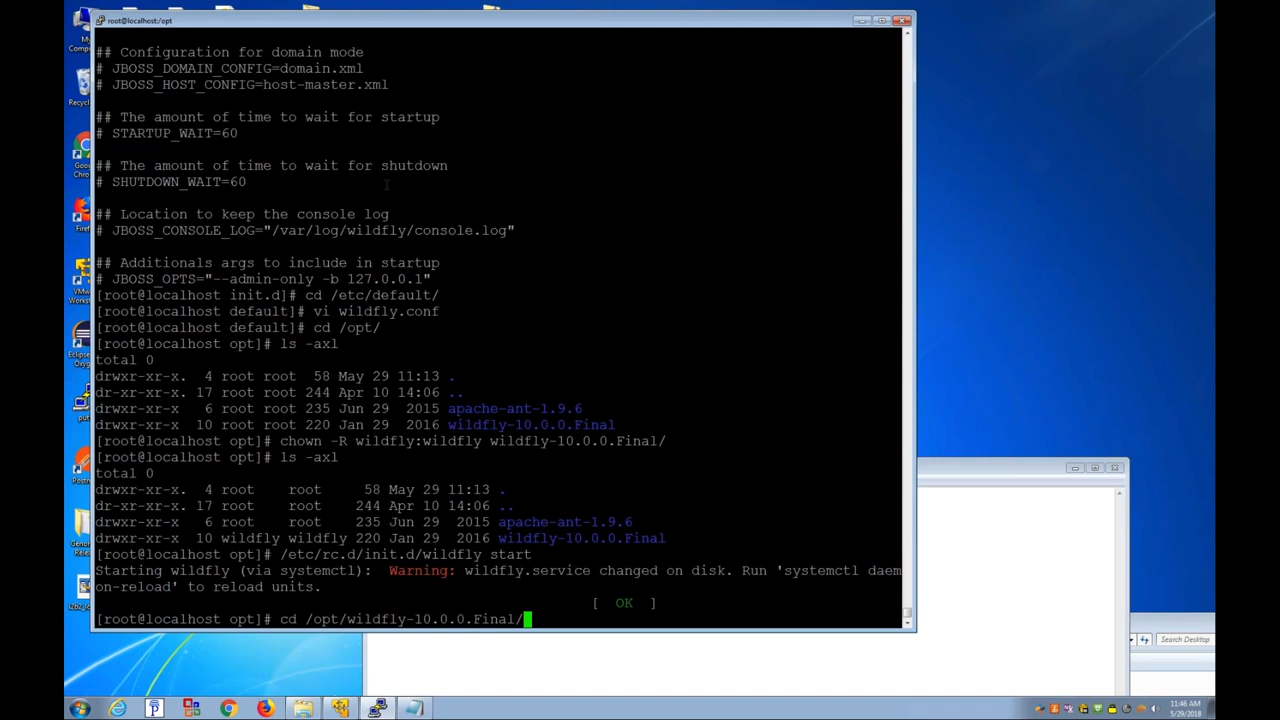 root@localhost:/opt
## Configuration for domain mode
# JBOSS_DOMAIN_CONFIG=domain.xml
# JBOSS_HOST_CONFIG=host-master.xml
## The amount of time to wait for startup
# STARTUP_WAIT=60
## The amount of time to wait for shutdown
# SHUTDOWN_WAIT=60
## Location to keep the console log
# JBOSS_CONSOLE_LOG="/var/log/wildfly/console.log"
## Additionals args to include in startup
# JBOSS_OPTS="--admin-only -b 127.0.0.1"
[root@localhost init.d]# cd /etc/default/
[root@localhost default]# vi wildfly.conf
[root@localhost default]# cd /opt/
[root@localhost opt]# ls -axl
total 0
drwxr-xr-x. 4 root root 58 May 29 11:13 .
dr-xr-xr-x. 17 root root 244 Apr 10 14:06 ..
drwxr-xr-x 6 root root 235 Jun 29 2015 apache-ant-1.9.6
drwxr-xr-x 10 root root 220 Jan 29 2016 wildfly-10.0.0.Final
[root@localhost opt]# chown -R wildfly:wildfly wildfly-10.0.0.Final/
[root@localhost opt]# ls -axl
total 0
drwxr-xr-x. 4 root root 58 May 29 11:13 .
dr-xr-xr-x. 17 root root 244 Apr 10 14:06 ..
drwxr-xr-x 6 root root 235 Jun 29 2015 apache-ant-1.9.6
drwxr-xr-x 10 wildfly wildfly 220 Jan 29 2016 wildfly-10.0.0.Final
[root@localhost opt]# /etc/rc.d/init.d/wildfly start
Starting wildfly (via systemctl): Warning: wildfly.service changed on disk. Run 'systemctl daem
on-reload' to reload units.
[ OK ]
[root@localhost opt]# cd /opt/wildfly-10.0.0.Final/
Search Desktop
11:46 AM
5/29/2018